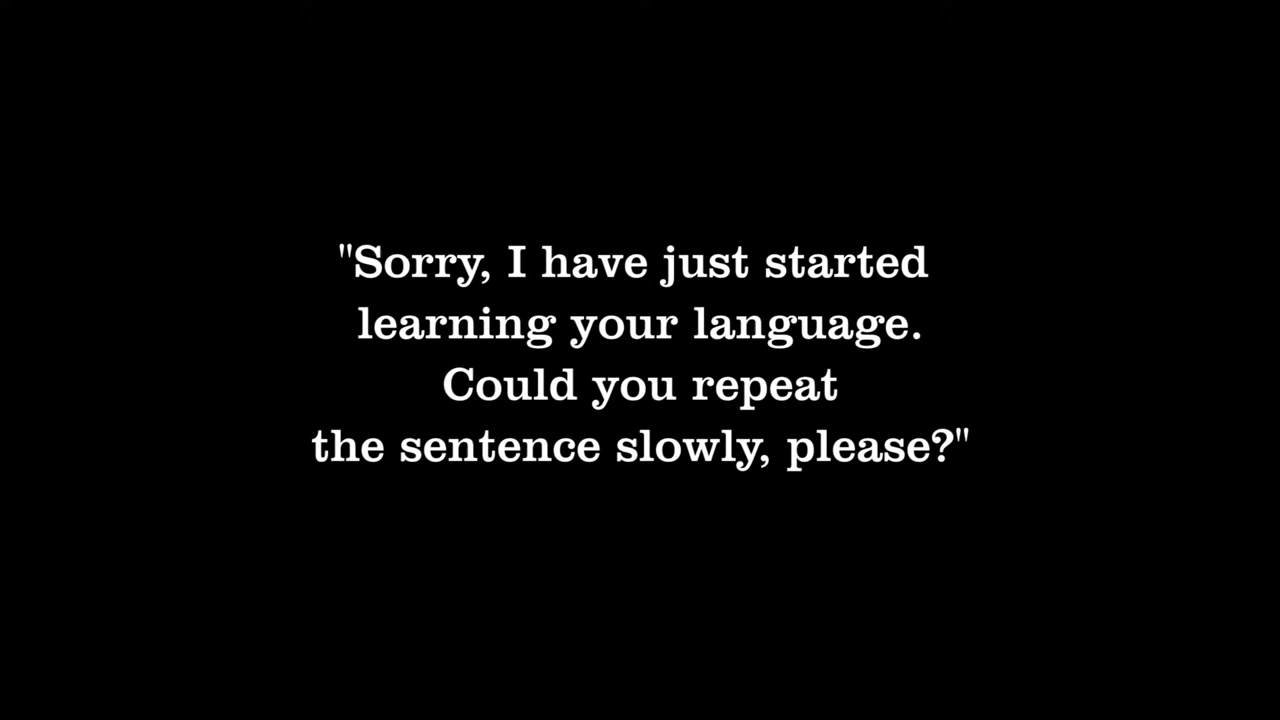 "Sorry, I have just started
learning your language.
Could you repeat
the sentence slowly, please?"